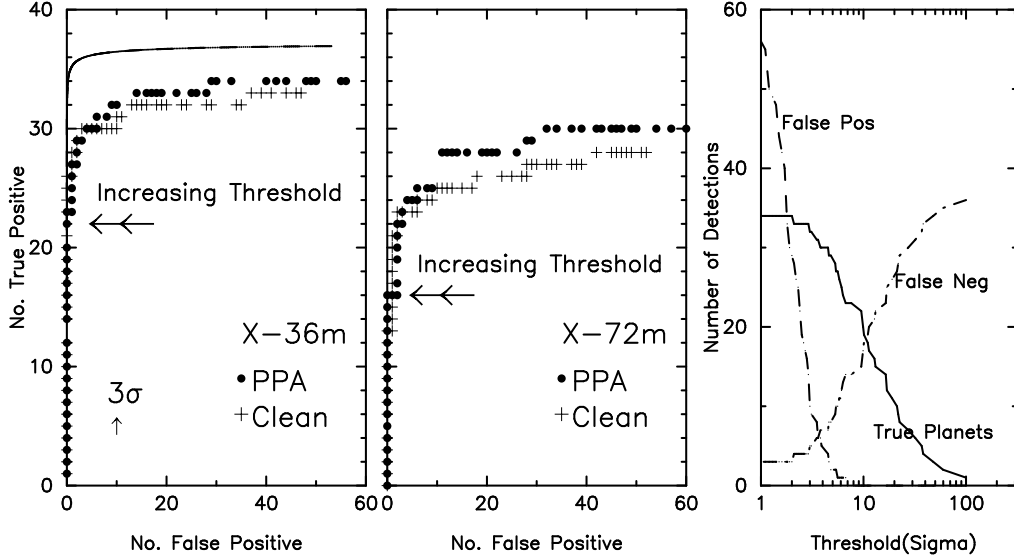 No. True Positive
40
30
20
10
0
Increasing Threshold
X-36m
3σ
PPA
Clean
0 20 40 60
No. False Positive
Increasing Threshold
X-72m
PPA
Clean
0 20 40 60
No. False Positive
Number of Detections
60
40
20
0
False Pos
False Neg
True Planets
1 10 100
Threshold(Sigma)